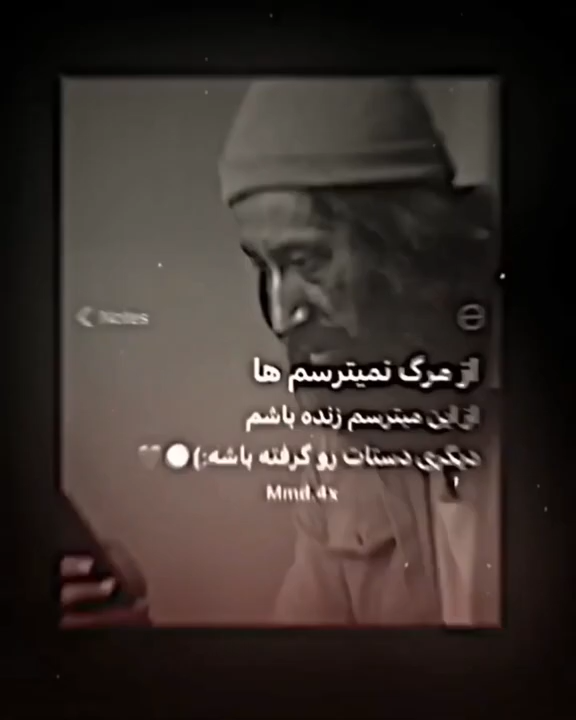 Notes
از مرگ نمیترسم ها
از این میترسم زنده باشم
دیگری دستات رو گرفته باشه:)
Mmd.4x